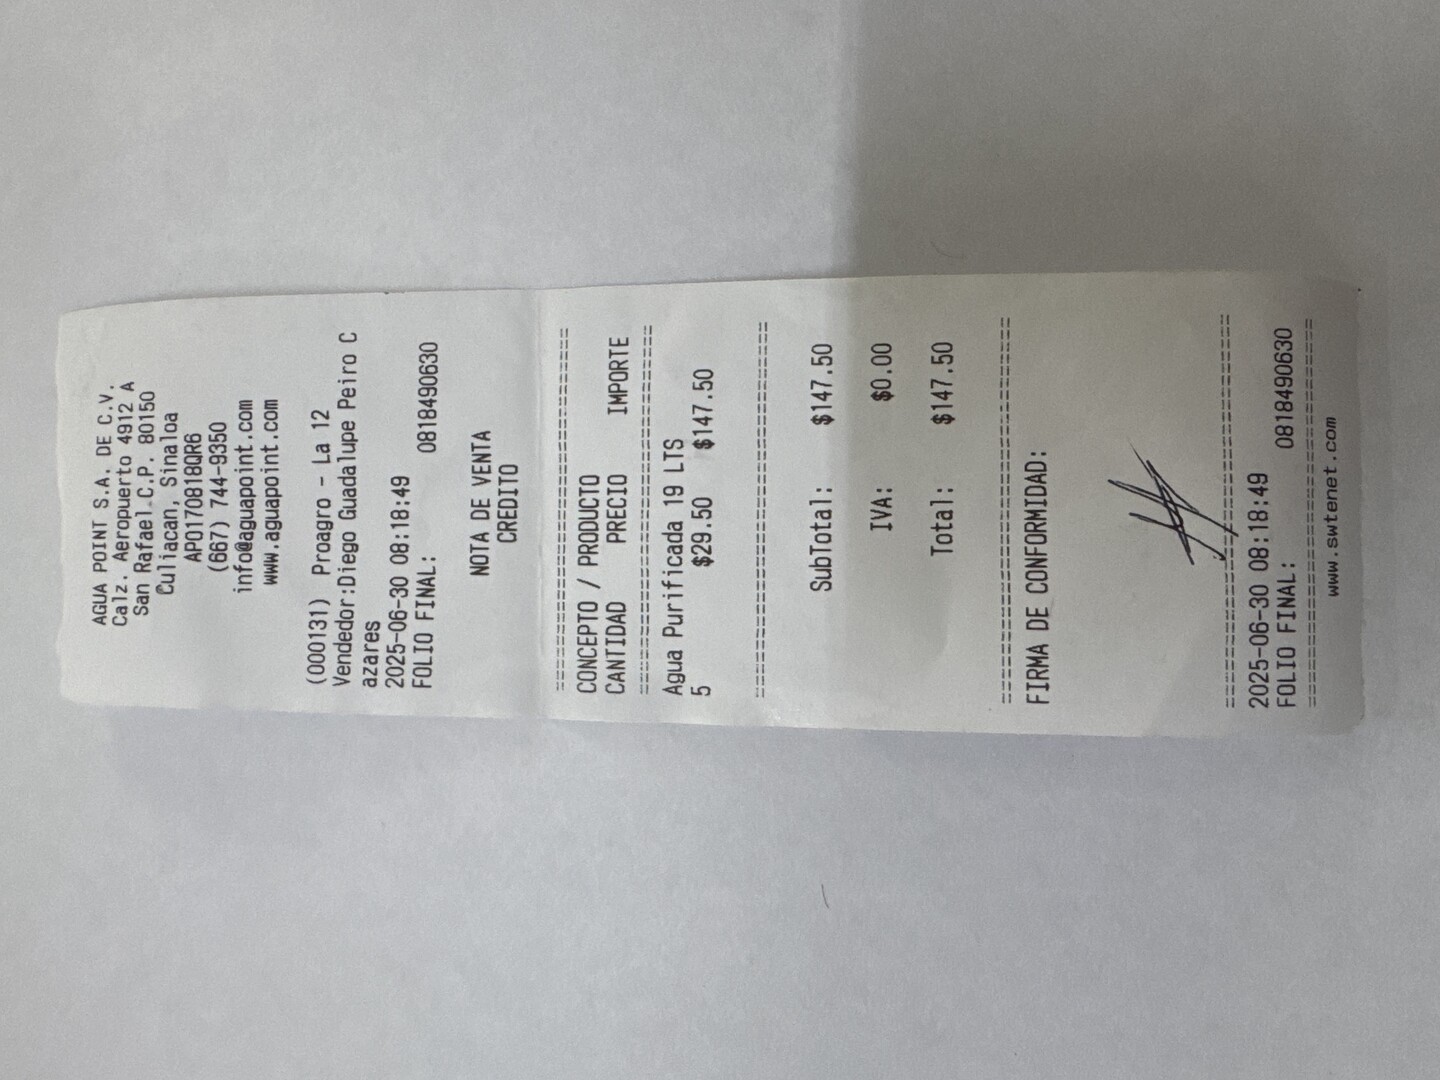 AGUA POINT S.A. DE C.V.
Calz. Aeropuerto 4912 A
San Rafael C.P. 80150
Culiacan, Sinaloa
APO170818QR6
(667) 744-9350
info@aguapoint.com
www.aguapoint.com
(000131) Proagro - La 12
Vendedor:Diego Guadalupe Peiro C
azares
2025-06-30 08:18:49
FOLIO FINAL: 0818490630
NOTA DE VENTA
CREDITO
================================
CONCEPTO / PRODUCTO
CANTIDAD PRECIO IMPORTE
================================
Agua Purificada 19 LTS
5 $29.50 $147.50
================================
SubTotal: $147.50
IVA: $0.00
Total: $147.50
================================
FIRMA DE CONFORMIDAD:
================================
2025-06-30 08:18:49
FOLIO FINAL: 0818490630
================================
www.swtenet.com